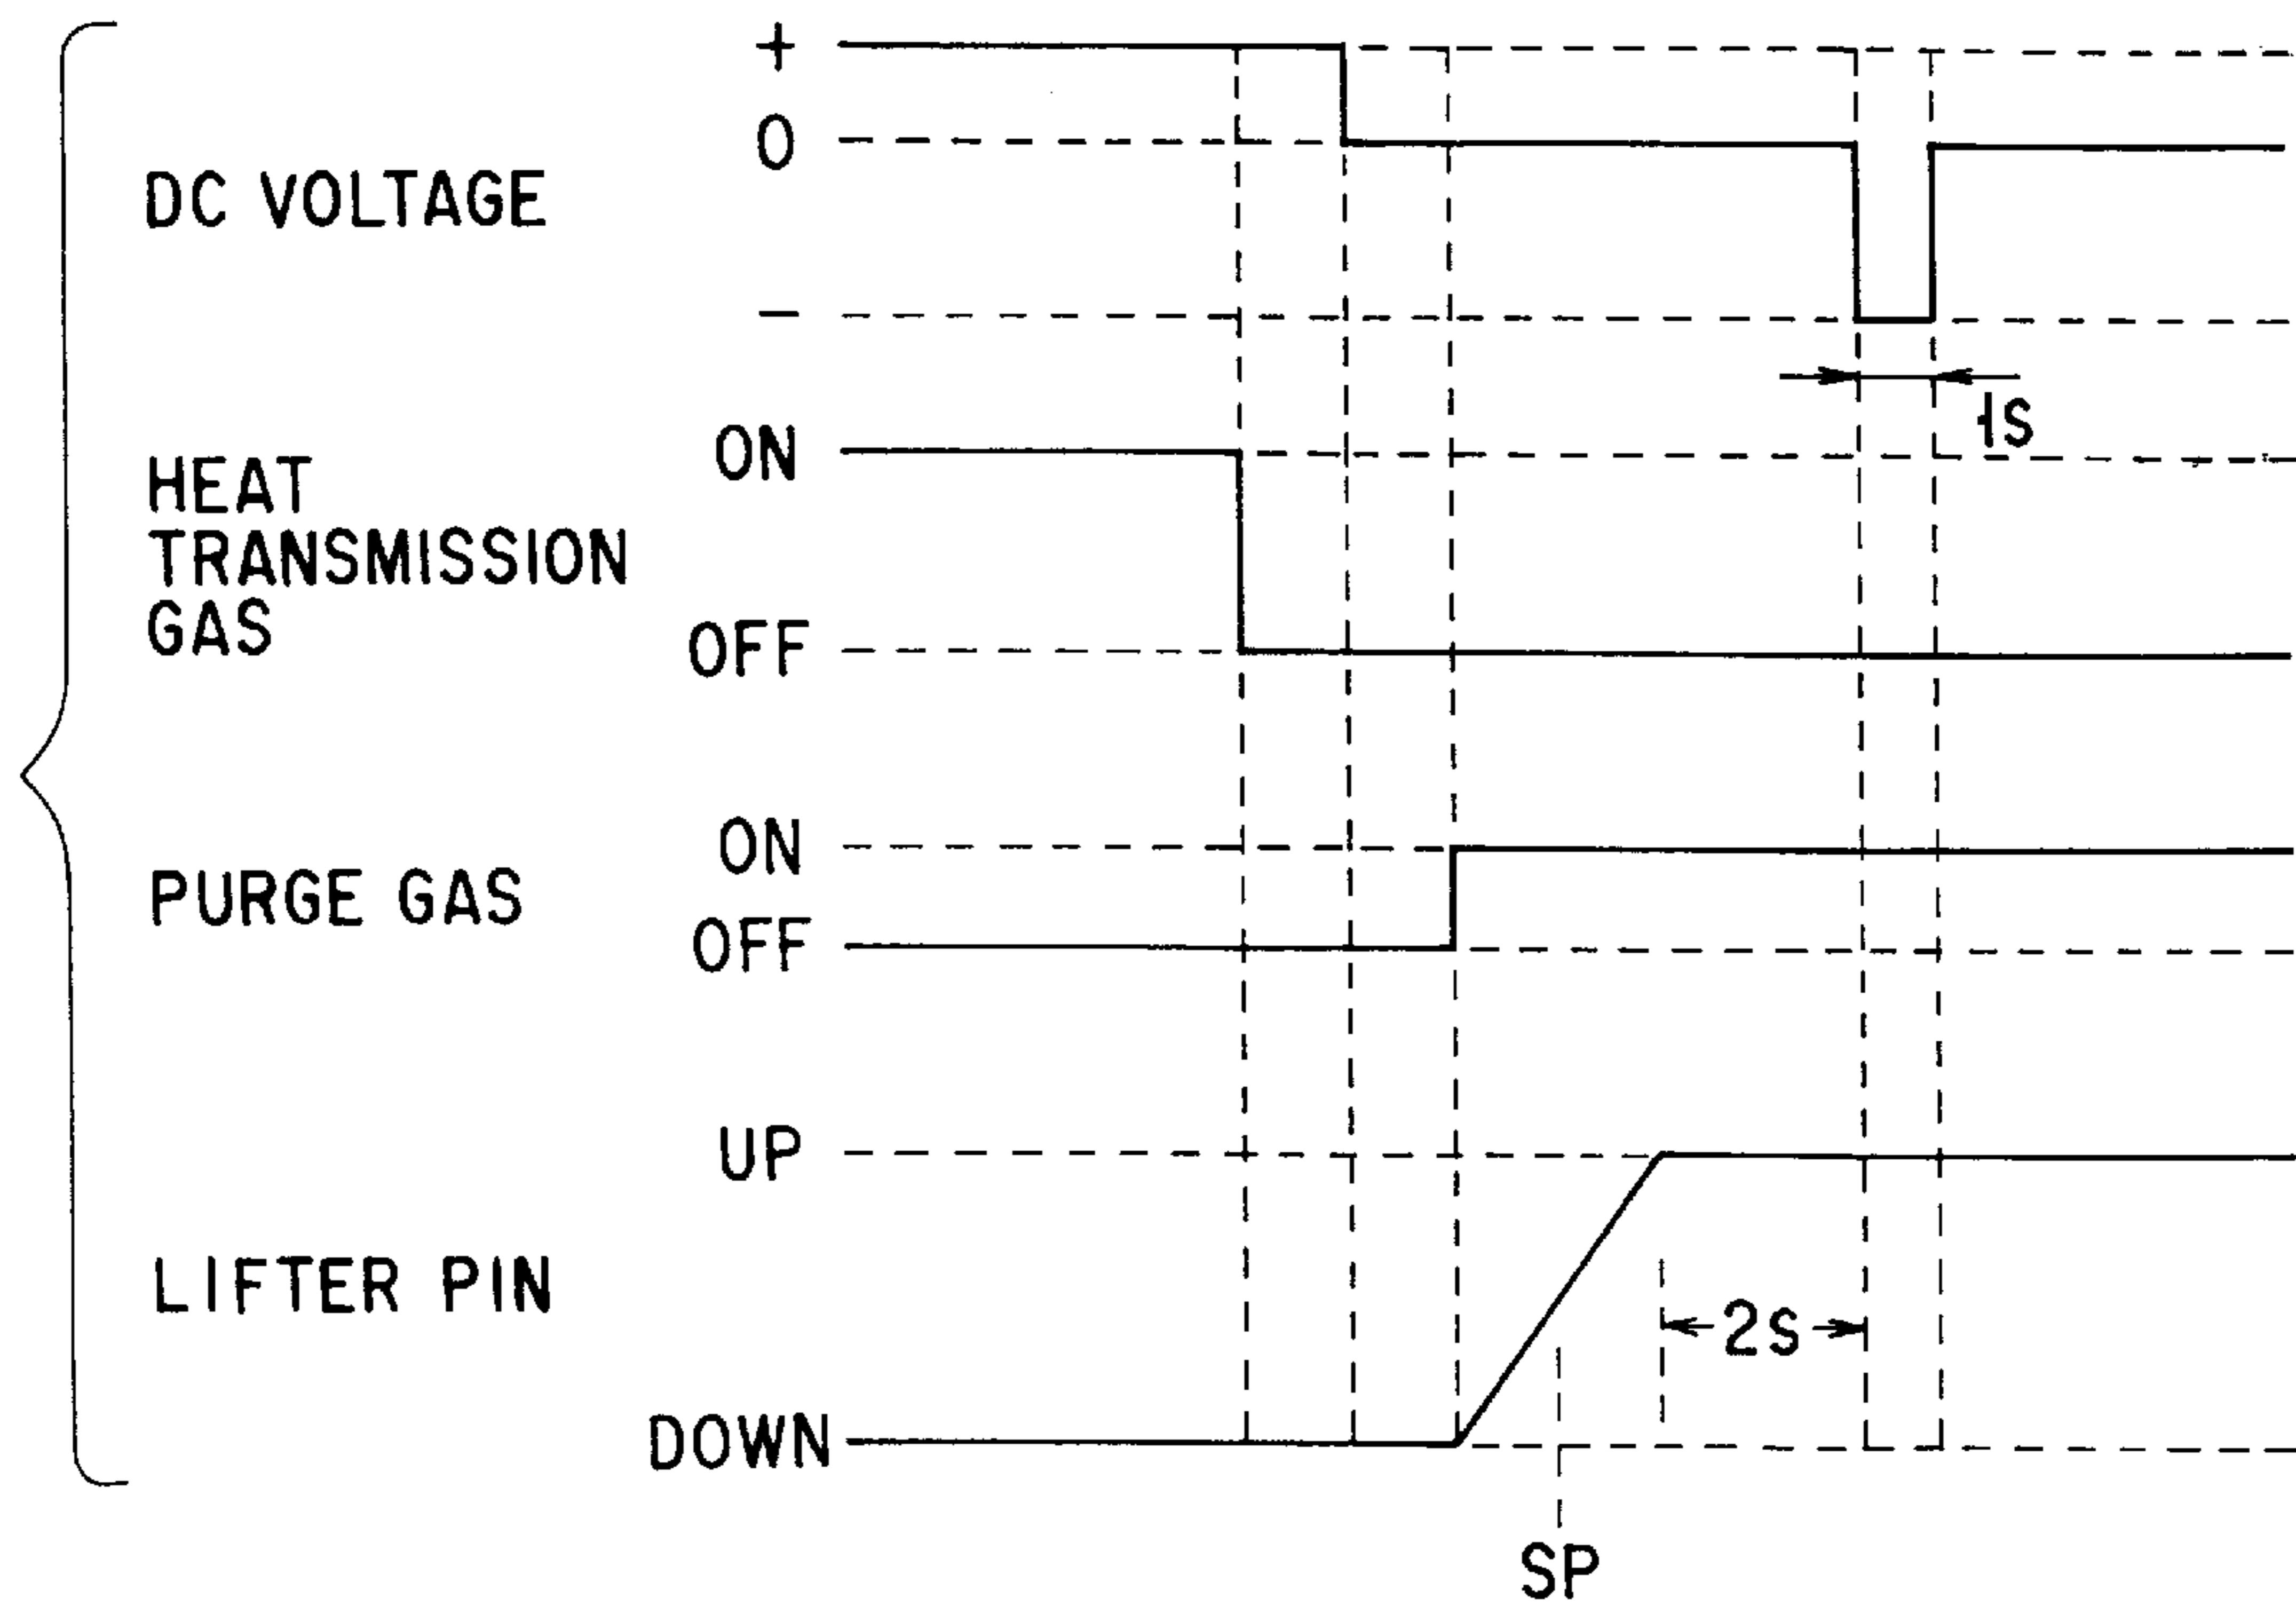 DC VOLTAGE
+
0
−
1S
HEAT
TRANSMISSION
GAS
ON
OFF
PURGE GAS
ON
OFF
LIFTER PIN
UP
DOWN
2S
SP